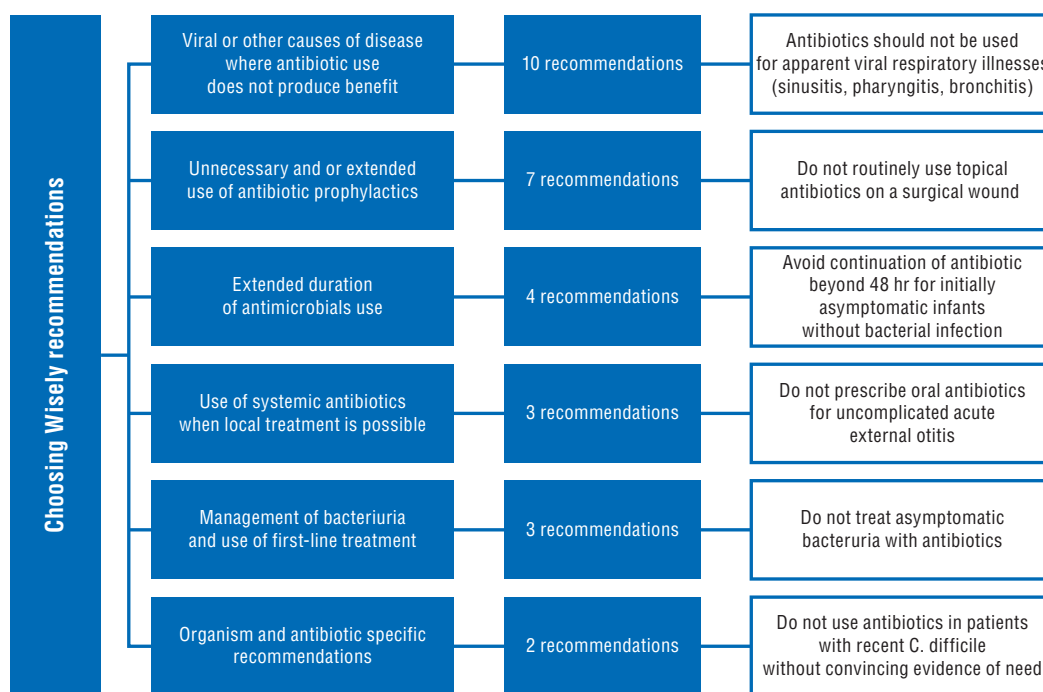 Choosing Wisely recommendations
Viral or other causes of disease
where antibiotic use
does not produce benefit
10 recommendations
Antibiotics should not be used
for apparent viral respiratory illnesses
(sinusitis, pharyngitis, bronchitis)
Unnecessary and or extended
use of antibiotic prophylactics
7 recommendations
Do not routinely use topical
antibiotics on a surgical wound
Extended duration
of antimicrobials use
4 recommendations
Avoid continuation of antibiotic
beyond 48 hr for initially
asymptomatic infants
without bacterial infection
Use of systemic antibiotics
when local treatment is possible
3 recommendations
Do not prescribe oral antibiotics
for uncomplicated acute
external otitis
Management of bacteriuria
and use of first-line treatment
3 recommendations
Do not treat asymptomatic
bacteruria with antibiotics
Organism and antibiotic specific
recommendations
2 recommendations
Do not use antibiotics in patients
with recent C. difficile
without convincing evidence of need